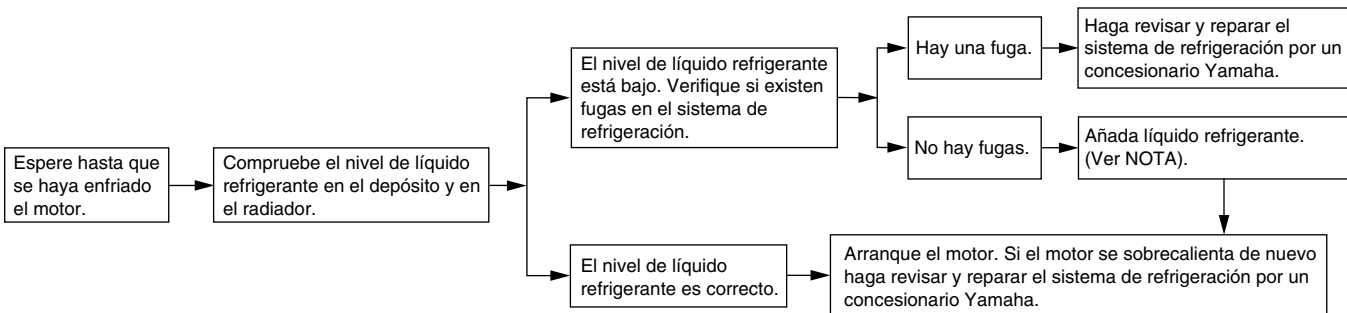 Espere hasta que
se haya enfriado
el motor.
Compruebe el nivel de líquido
refrigerante en el depósito y en
el radiador.
El nivel de líquido refrigerante
está bajo. Verifique si existen
fugas en el sistema de
refrigeración.
Hay una fuga.
Haga revisar y reparar el
sistema de refrigeración por un
concesionario Yamaha.
No hay fugas.
Añada líquido refrigerante.
(Ver NOTA).
El nivel de líquido
refrigerante es correcto.
Arranque el motor. Si el motor se sobrecalienta de nuevo
haga revisar y reparar el sistema de refrigeración por un
concesionario Yamaha.